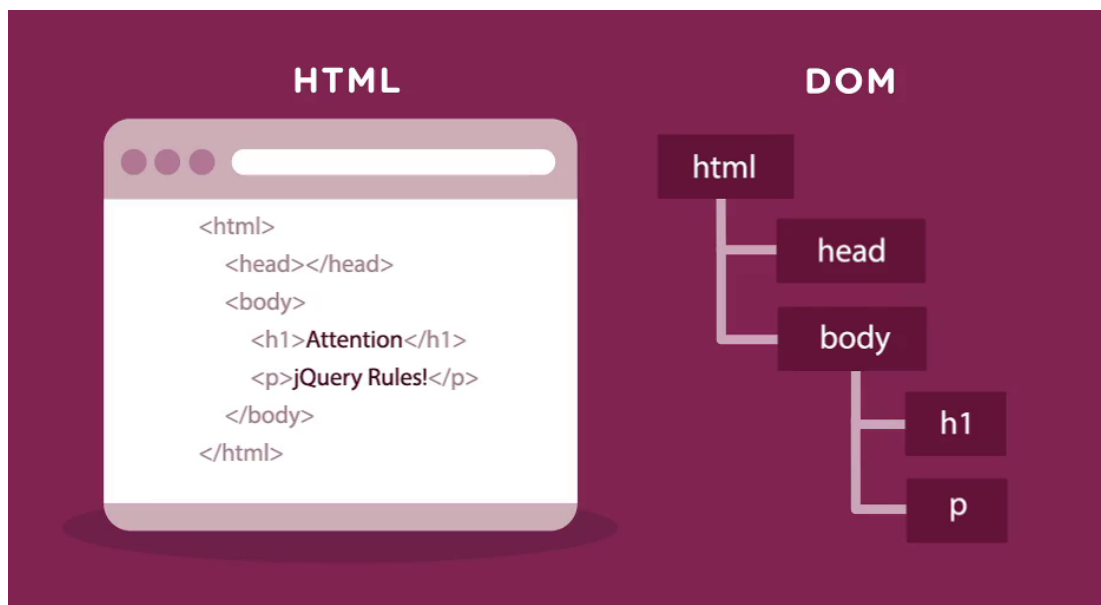 HTML
<html>
<head></head>
<body>
<h1>Attention</h1>
<p>jQuery Rules!</p>
</body>
</html>
DOM
html
head
body
h1
p